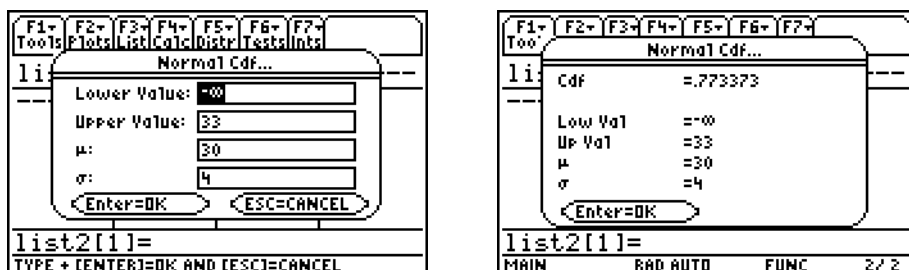 F1▾ F2▾ F3▾ F4▾ F5▾ F6▾ F7▾
Tools Plots List Calc Distr Tests Ints
Normal Cdf...
Lower Value: -∞
Upper Value: 33
μ: 30
σ: 4
Enter=OK ESC=CANCEL
list2[1]=
TYPE + [ENTER]=OK AND [ESC]=CANCEL
F1▾ F2▾ F3▾ F4▾ F5▾ F6▾ F7▾
Normal Cdf...
Cdf =.773373
Low Val =-∞
Up Val =33
μ =30
σ =4
Enter=OK
list2[1]=
MAIN RAD AUTO FUNC 2/2